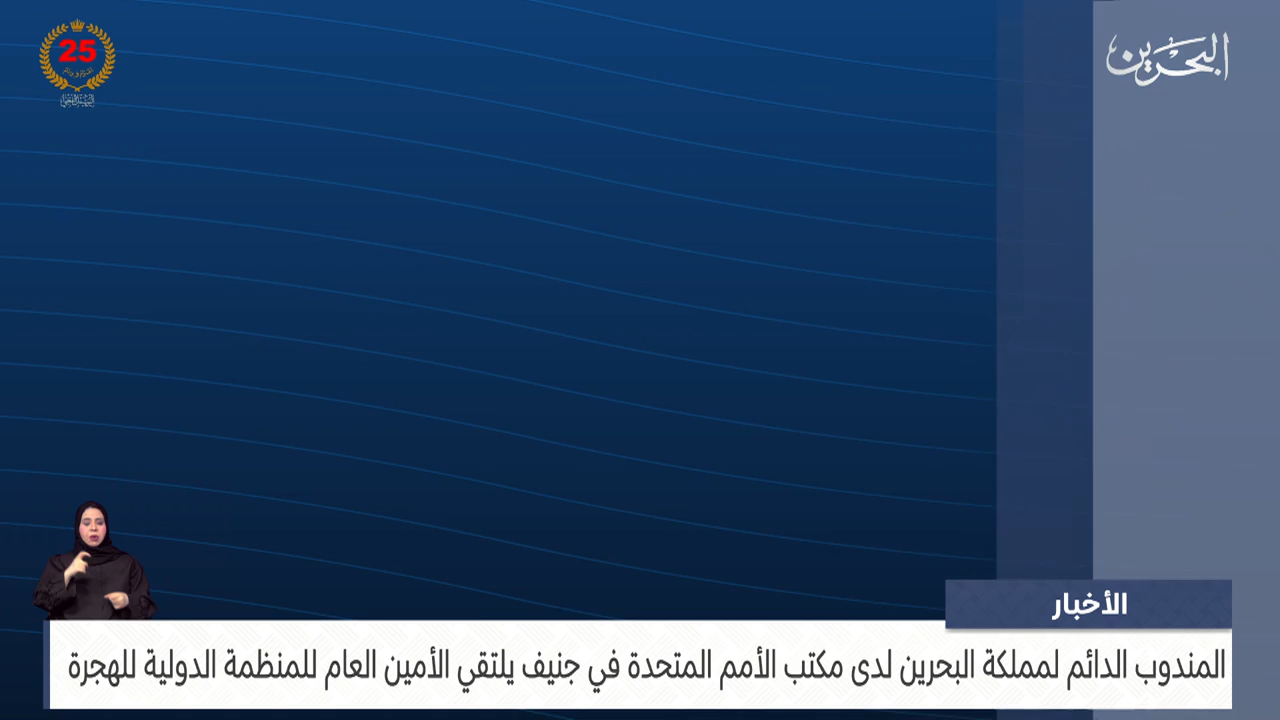 البحرين
25
الأخبار
المندوب الدائم لمملكة البحرين لدى مكتب الأمم المتحدة في جنيف يلتقي الأمين العام للمنظمة الدولية للهجرة